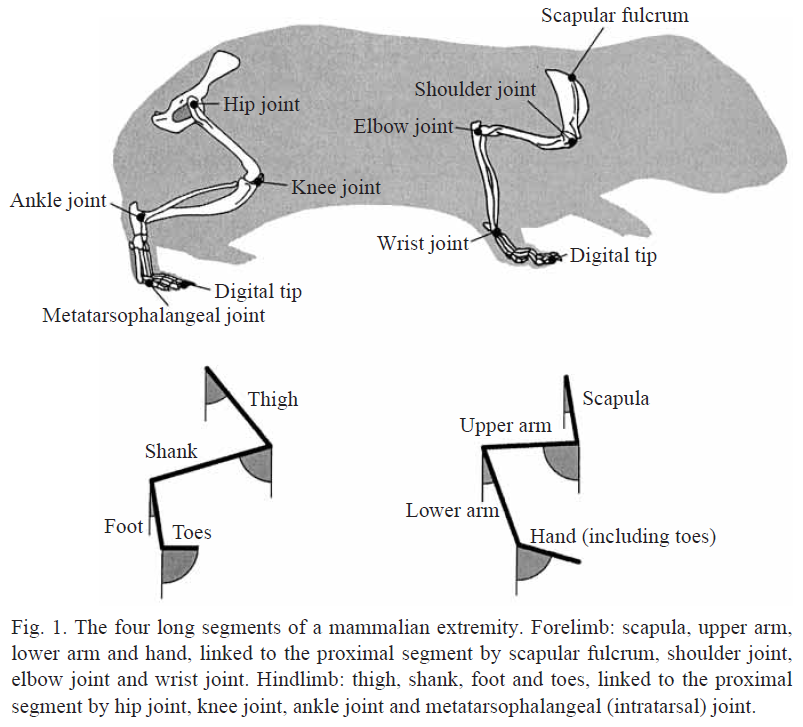 Scapular fulcrum
Shoulder joint
Hip joint
Elbow joint
Knee joint
Ankle joint
Wrist joint
Digital tip
Digital tip
Metatarsophalangeal joint
Thigh
Scapula
Upper arm
Shank
Lower arm
Foot
Toes
Hand (including toes)
Fig. 1. The four long segments of a mammalian extremity. Forelimb: scapula, upper arm,
lower arm and hand, linked to the proximal segment by scapular fulcrum, shoulder joint,
elbow joint and wrist joint. Hindlimb: thigh, shank, foot and toes, linked to the proximal
segment by hip joint, knee joint, ankle joint and metatarsophalangeal (intratarsal) joint.